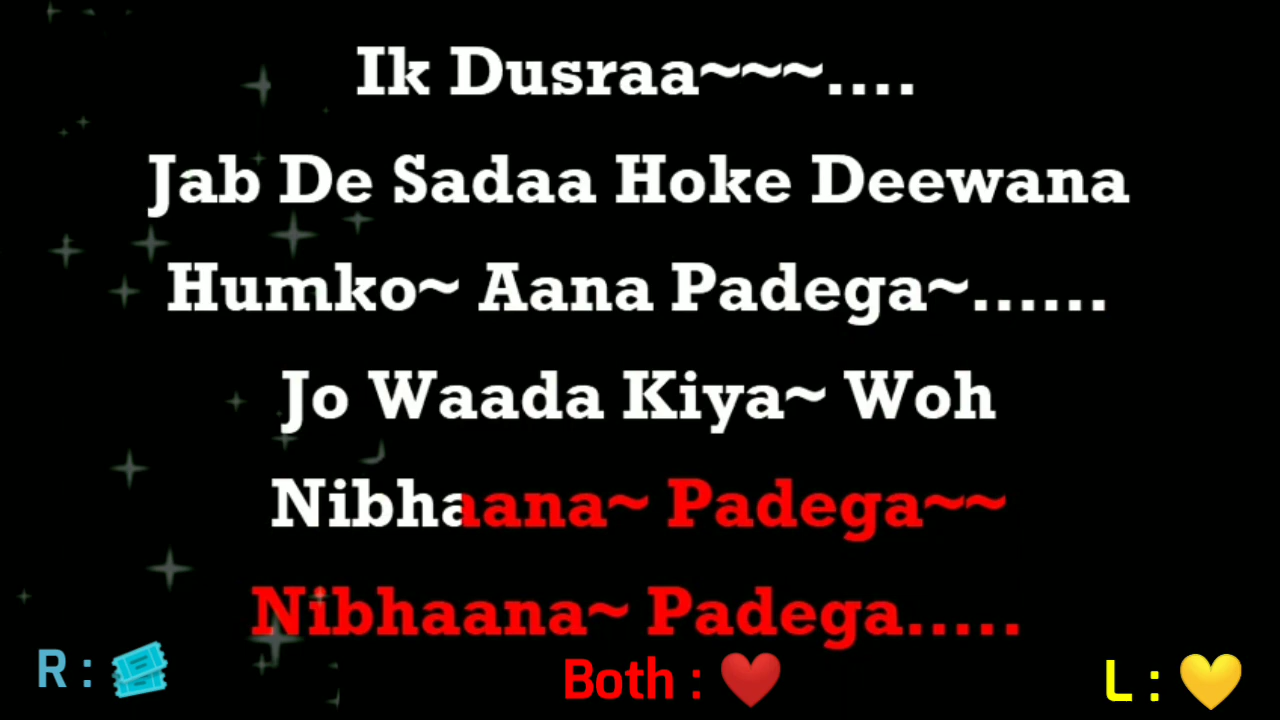 Ik Dusraa~~~....
Jab De Sadaa Hoke Deewana
Humko~ Aana Padega~......
Jo Waada Kiya~ Woh
Nibhaana~ Padega~~
Nibhaana~ Padega.....
R : 🎟️ Both : ❤️ L : 💛